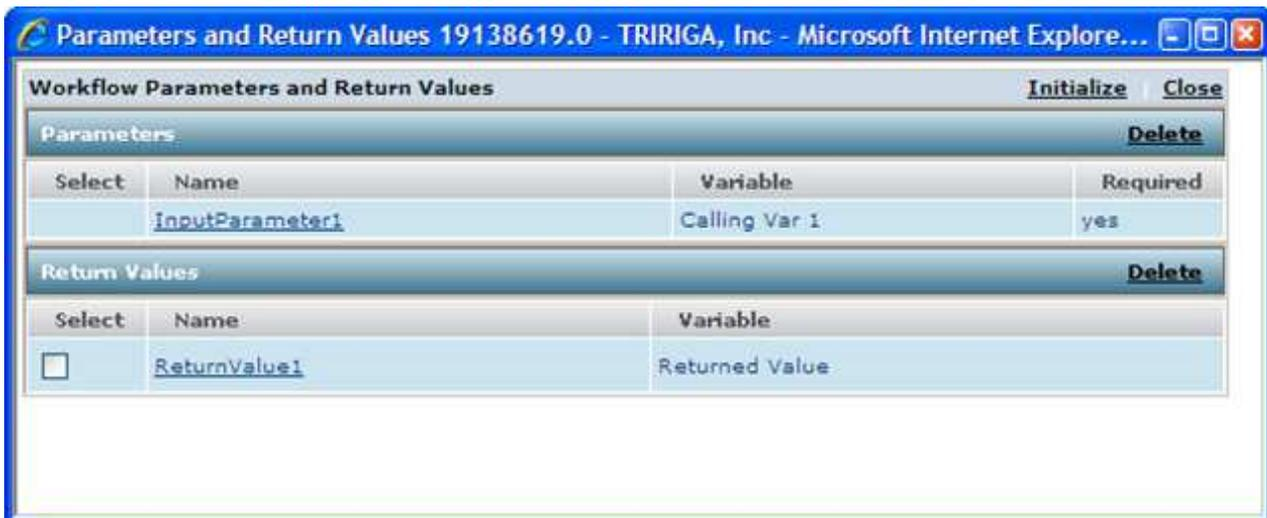 Parameters and Return Values 19138619.0 - TRIRIGA, Inc - Microsoft Internet Explore...
Workflow Parameters and Return Values Initialize Close
Parameters Delete
Select Name Variable Required
InputParameter1 Calling Var 1 yes
Return Values Delete
Select Name Variable
ReturnValue1 Returned Value